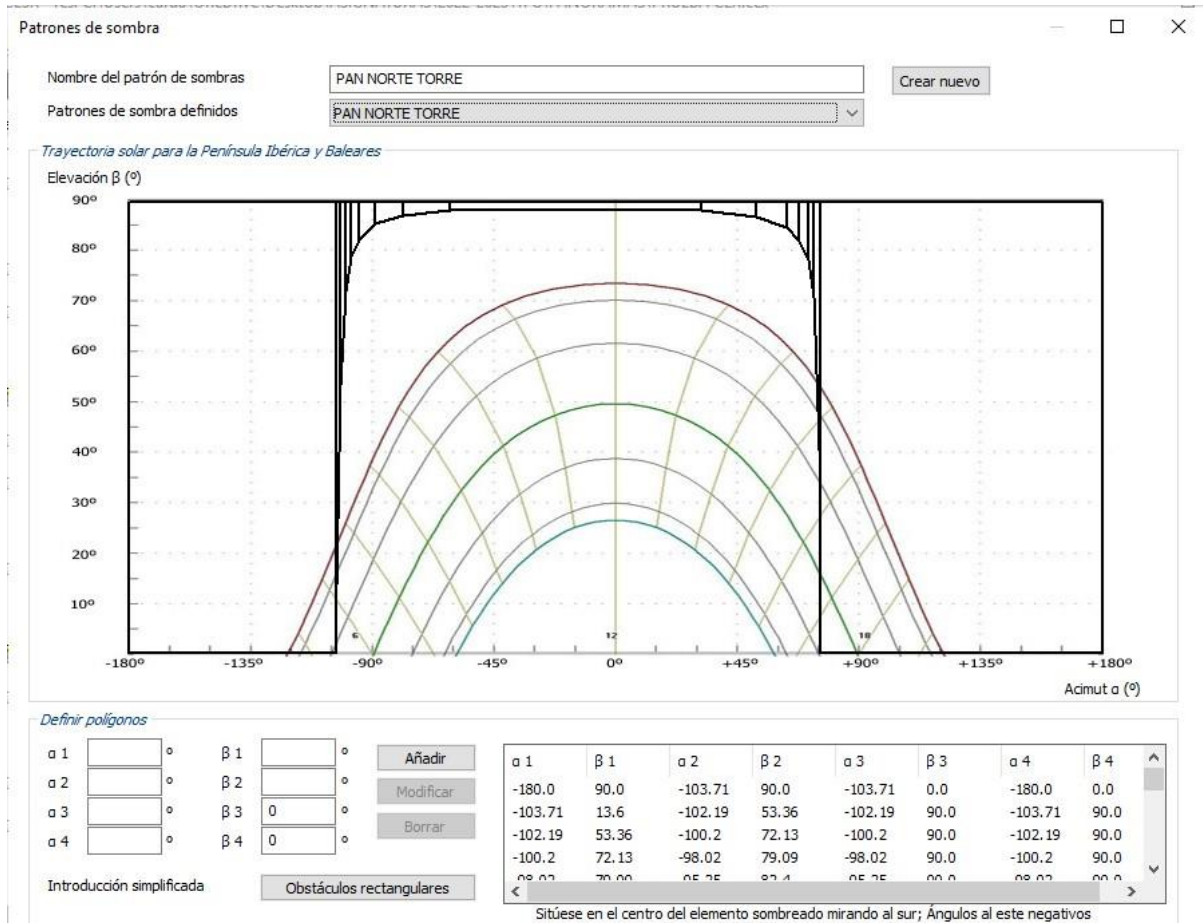 Patrones de sombra
Nombre del patrón de sombras PAN NORTE TORRE Crear nuevo
Patrones de sombra definidos PAN NORTE TORRE
Trayectoria solar para la Península Ibérica y Baleares
Elevación β (º)
90º
80º
70º
60º
50º
40º
30º
20º
10º
6 12 18
-180º -135º -90º -45º 0º +45º +90º +135º +180º
Acimut α (º)
Definir polígonos
α 1 º β 1 º Añadir
α 2 º β 2 º Modificar
α 3 º β 3 0 º Borrar
α 4 º β 4 0 º
Introducción simplificada Obstáculos rectangulares
α 1 β 1 α 2 β 2 α 3 β 3 α 4 β 4
-180.0 90.0 -103.71 90.0 -103.71 0.0 -180.0 0.0
-103.71 13.6 -102.19 53.36 -102.19 90.0 -103.71 90.0
-102.19 53.36 -100.2 72.13 -100.2 90.0 -102.19 90.0
-100.2 72.13 -98.02 79.09 -98.02 90.0 -100.2 90.0
Sitúese en el centro del elemento sombreado mirando al sur; Ángulos al este negativos